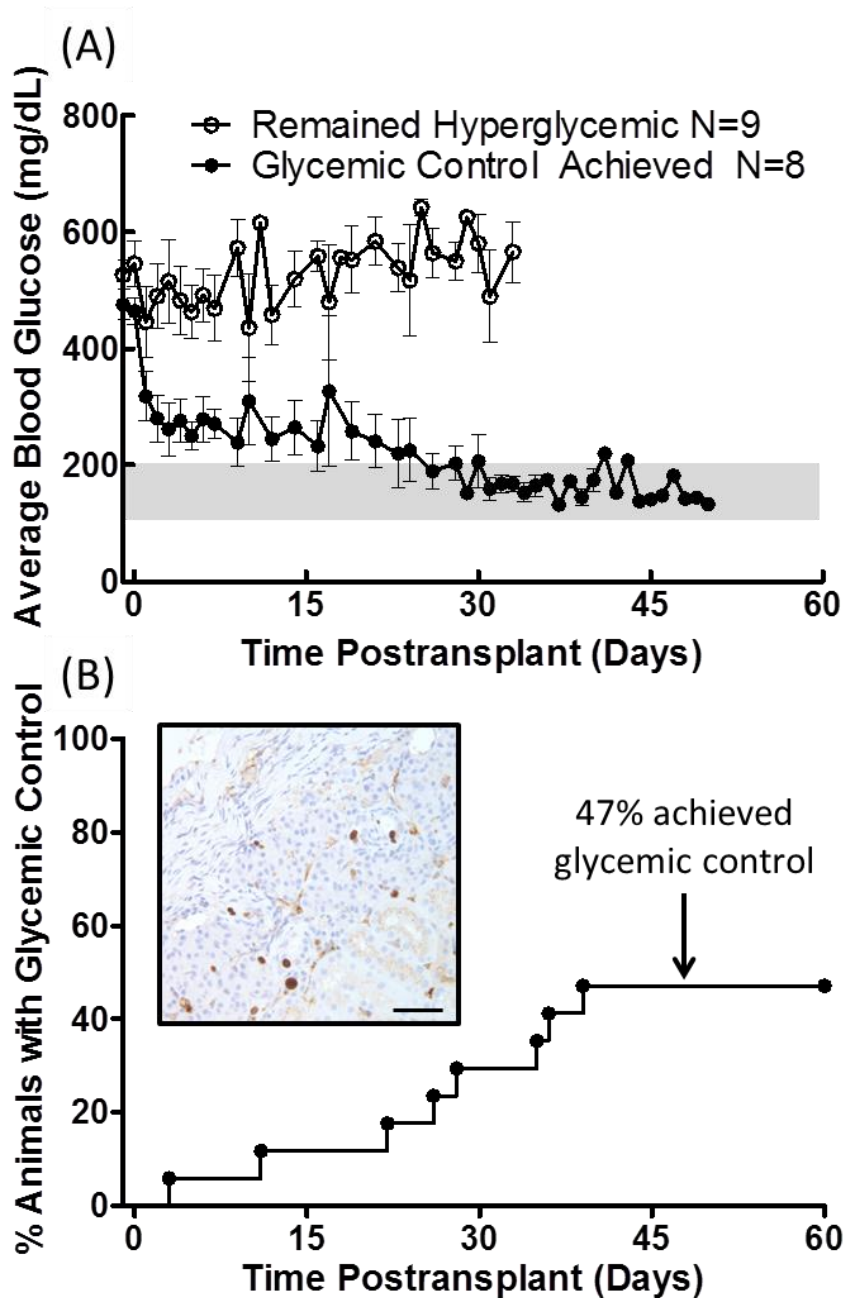 (A)
Average Blood Glucose (mg/dL)
800
600
400
200
0
Remained Hyperglycemic N=9
Glycemic Control Achieved N=8
0 15 30 45 60
Time Postransplant (Days)
(B)
% Animals with Glycemic Control
100
80
60
40
20
0
47% achieved
glycemic control
0 15 30 45 60
Time Postransplant (Days)